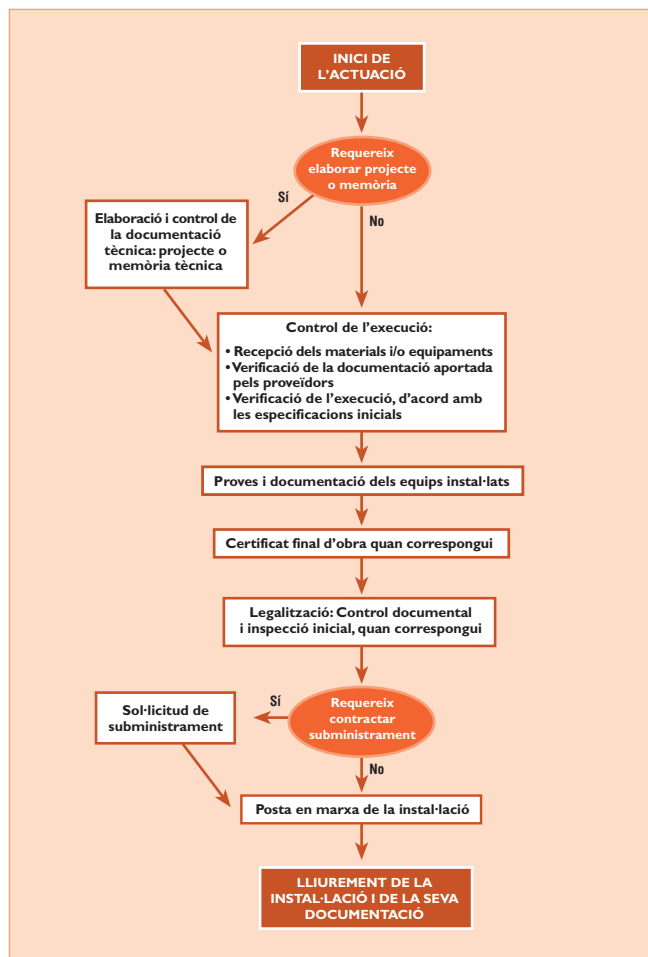 INICI DE
L'ACTUACIÓ
Requereix
elaborar projecte
o memòria
Sí
No
Elaboració i control de
la documentació
tècnica: projecte o
memòria tècnica
Control de l'execució:
• Recepció dels materials i/o equipaments
• Verificació de la documentació aportada
pels proveïdors
• Verificació de l'execució, d'acord amb
les especificacions inicials
Proves i documentació dels equips instal·lats
Certificat final d'obra quan correspongui
Legalització: Control documental
i inspecció inicial, quan correspongui
Requereix
contractar
subministrament
Sí
No
Sol·licitud de
subministrament
Posta en marxa de la instal·lació
LLIUREMENT DE LA
INSTAL·LACIÓ I DE LA SEVA
DOCUMENTACIÓ